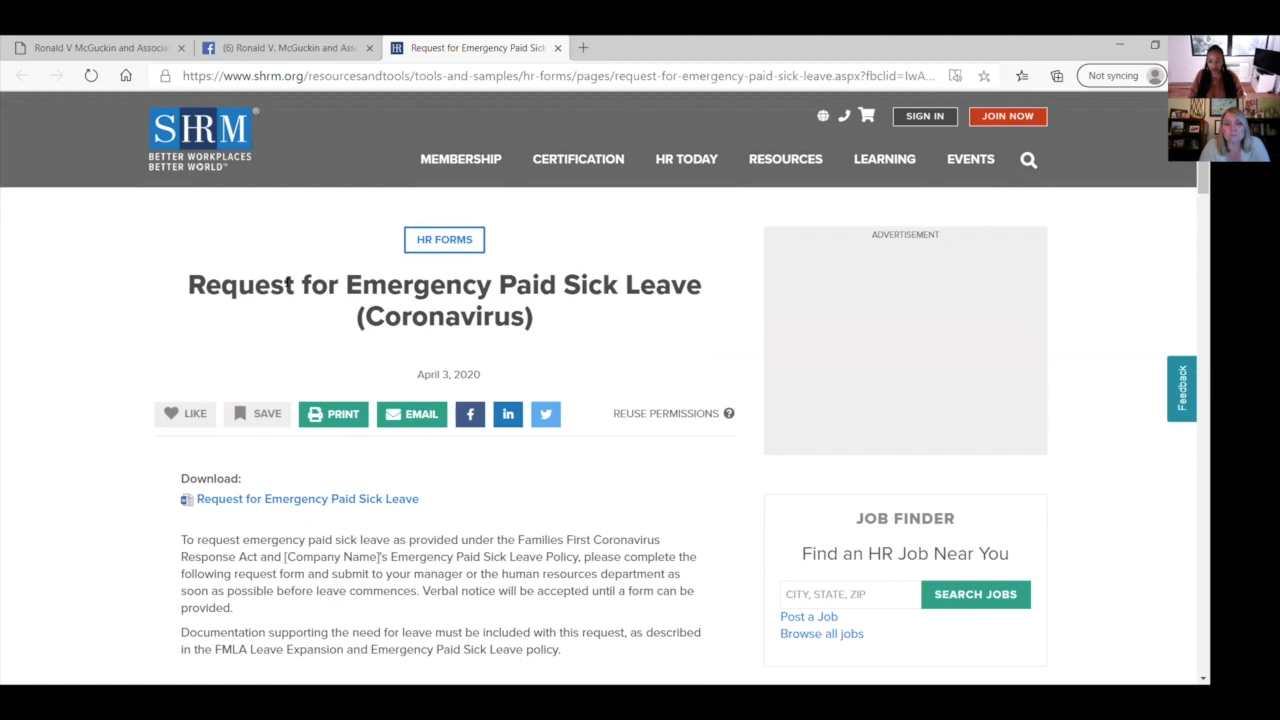 Ronald V McGuckin and Associa
(6) Ronald V. McGuckin and Ass
Request for Emergency Paid Sick
https://www.shrm.org/resourcesandtools/tools-and-samples/hr-forms/pages/request-for-emergency-paid-sick-leave.aspx?fbclid=IwA...
Not syncing
SHRM®
BETTER WORKPLACES
BETTER WORLD™
SIGN IN
JOIN NOW
MEMBERSHIP
CERTIFICATION
HR TODAY
RESOURCES
LEARNING
EVENTS
HR FORMS
Request for Emergency Paid Sick Leave
(Coronavirus)
April 3, 2020
LIKE
SAVE
PRINT
EMAIL
REUSE PERMISSIONS
Download:
Request for Emergency Paid Sick Leave
To request emergency paid sick leave as provided under the Families First Coronavirus
Response Act and [Company Name]'s Emergency Paid Sick Leave Policy, please complete the
following request form and submit to your manager or the human resources department as
soon as possible before leave commences. Verbal notice will be accepted until a form can be
provided.
Documentation supporting the need for leave must be included with this request, as described
in the FMLA Leave Expansion and Emergency Paid Sick Leave policy.
ADVERTISEMENT
JOB FINDER
Find an HR Job Near You
CITY, STATE, ZIP
SEARCH JOBS
Post a Job
Browse all jobs
Feedback